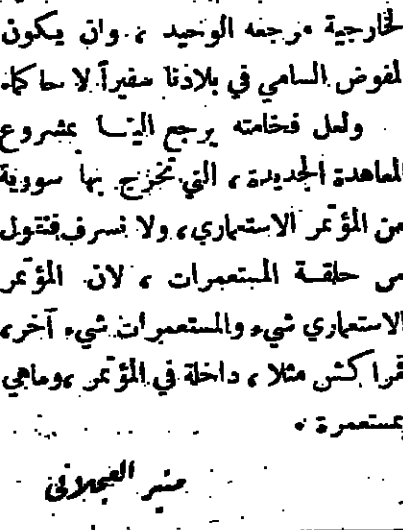 لخارجية مرجعه الوحيد ، وان يكون
لمفوض السامي في بلادنا سفيراً لا حاكما.
ولعل فخامته يرجع الينا بمشروع
المعاهدة الجديدة، التي تخرج بها سورية
من المؤتمر الاستعماري، ولا نسرف فنقول
من حلقة المستعمرات ، لان المؤتمر
الاستعماري شيء والمستعمرات شيء آخر،
فمراكش مثلا ، داخلة في المؤتمر ،وماهي
بمستعمرة .
منير العجلاني